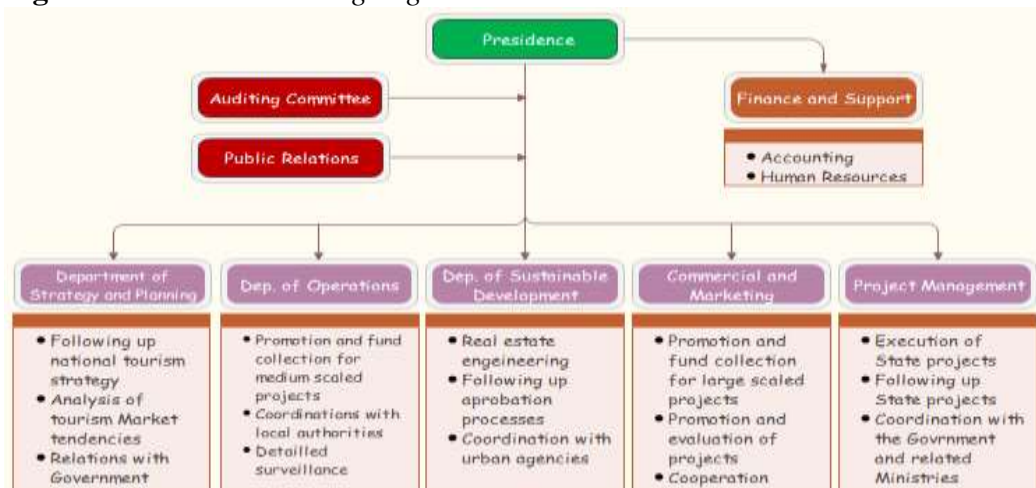 Presidence
Auditing Committee
Finance and Support
Public Relations
• Accounting
• Human Resources
Department of
Strategy and Planning
Dep. of Operations
Dep. of Sustainable
Development
Commercial and
Marketing
Project Management
• Following up
national tourism
strategy
• Analysis of
tourism Market
tendencies
• Relations with
Government
• Promotion and fund
collection for
medium scaled
projects
• Coordinations with
local authorities
• Detailled
surveillance
• Real estate
engeineering
• Following up
aprobation
processes
• Coordination with
urban agencies
• Promotion and
fund collection
for large scaled
projects
• Promotion and
evaluation of
projects
• Cooperation
• Execution of
State projects
• Following up
State projects
• Coordination with
the Govrnment
and related
Ministries